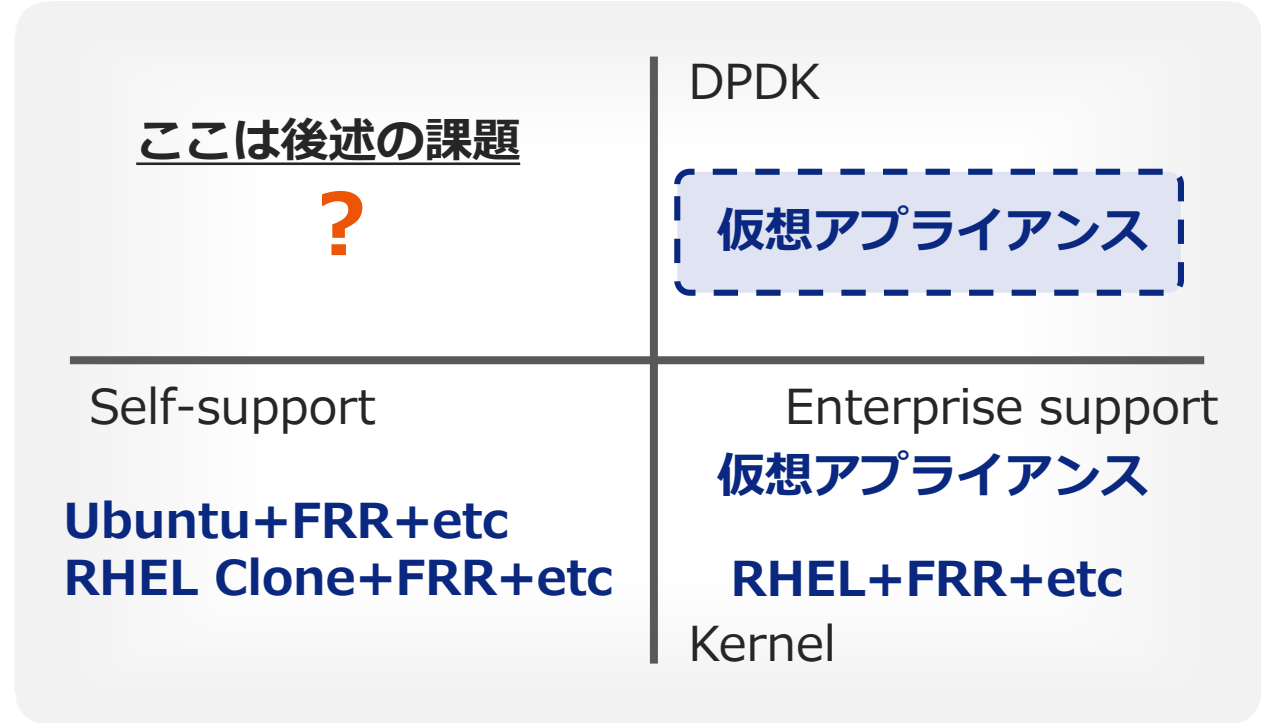 DPDK
ここは後述の課題
?
仮想アプライアンス
Self-support
Enterprise support
仮想アプライアンス
Ubuntu+FRR+etc
RHEL Clone+FRR+etc
RHEL+FRR+etc
Kernel